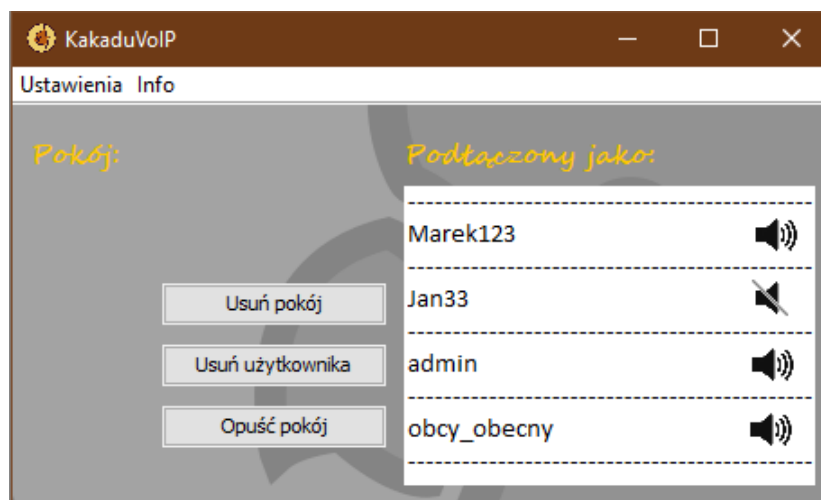 KakaduVoIP
Ustawienia Info
Pokój:
Podłączony jako:
Marek123
Jan33
admin
obcy_obecny
Usuń pokój
Usuń użytkownika
Opuść pokój